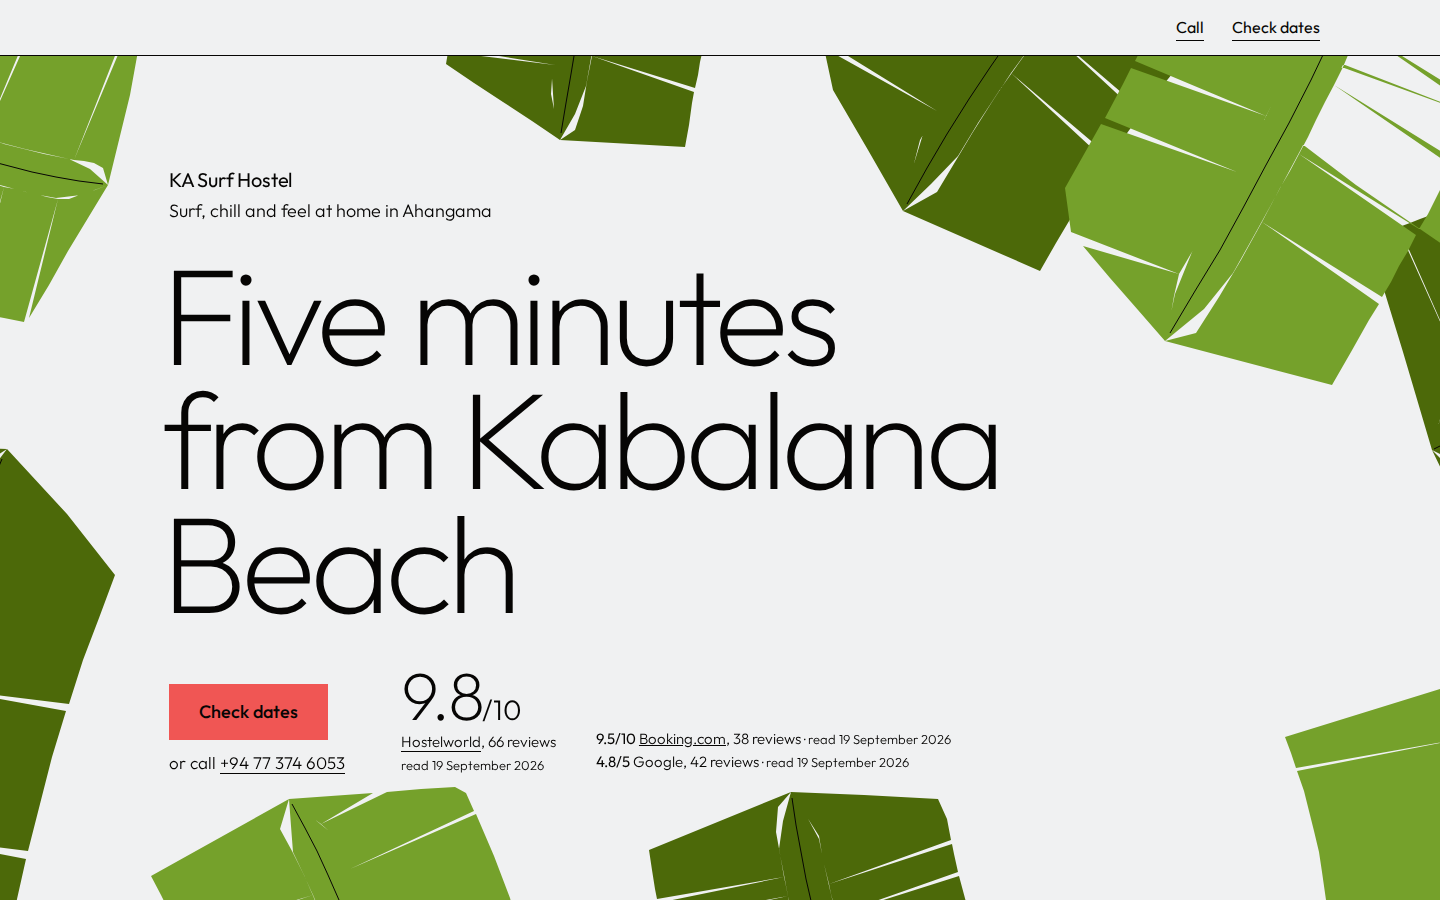 Call
Check dates
KA Surf Hostel
Surf, chill and feel at home in Ahangama
Five minutes
from Kabalana
Beach
Check dates
or call +94 77 374 6053
9.8/10
Hostelworld, 66 reviews
read 19 September 2026
9.5/10 Booking.com, 38 reviews · read 19 September 2026
4.8/5 Google, 42 reviews · read 19 September 2026